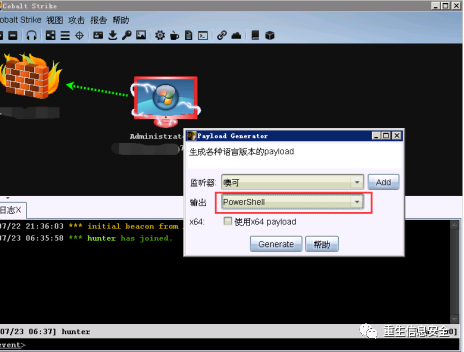 Cobalt Strike
Cobalt Strike 视图 攻击 报告 帮助
Administrat
Payload Generator
生成各种语言版本的payload
监听器:
噢可
Add
输出
PowerShell
x64:
使用x64 payload
Generate
帮助
日志X
07/22 21:36:03 *** initial beacon from
07/23 06:35:58 *** hunter has joined.
[07/23 06:37] hunter
重生信息安全
event>